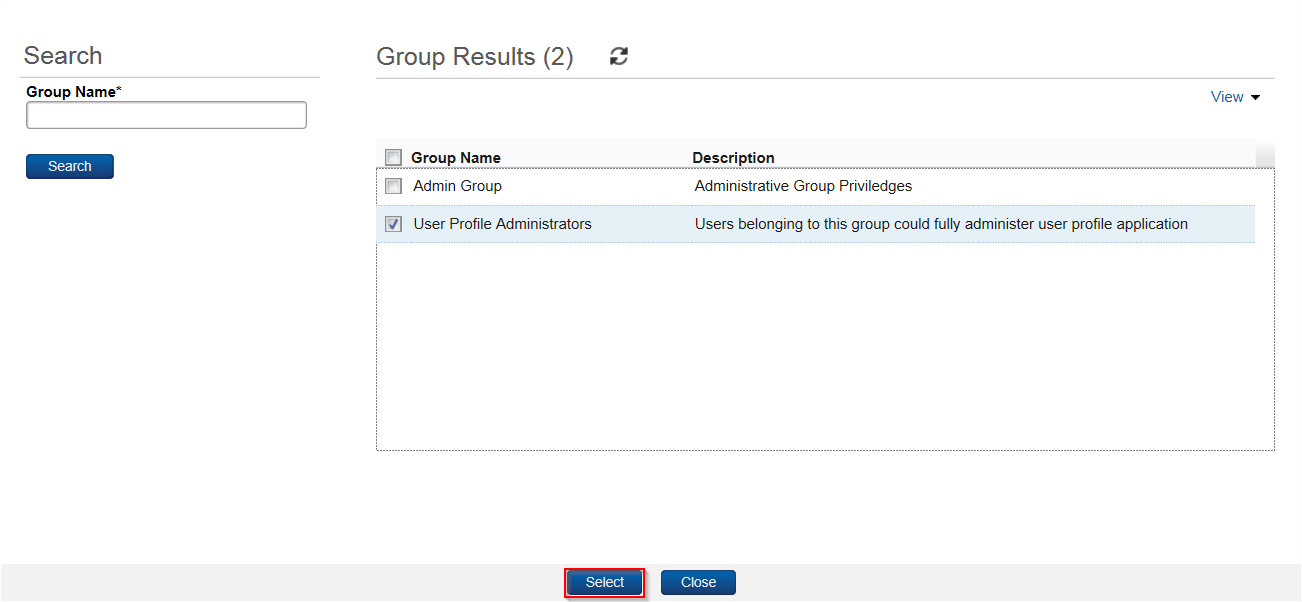 Search
Group Name*
Search
Group Results (2)
View
Group Name Description
Admin Group Administrative Group Priviledges
User Profile Administrators Users belonging to this group could fully administer user profile application
Select Close